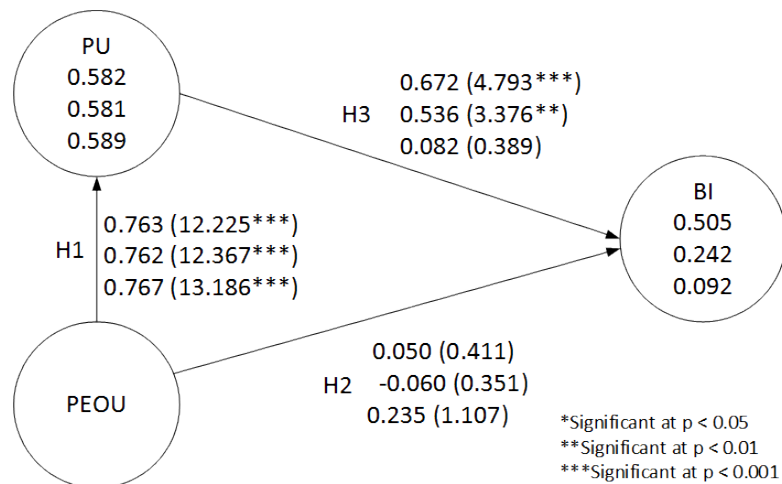 PU
0.582
0.581
0.589
0.672 (4.793***)
H3 0.536 (3.376**)
0.082 (0.389)
BI
0.505
0.242
0.092
0.763 (12.225***)
H1 0.762 (12.367***)
0.767 (13.186***)
PEOU
0.050 (0.411)
H2 -0.060 (0.351)
0.235 (1.107)
*Significant at p < 0.05
**Significant at p < 0.01
***Significant at p < 0.001